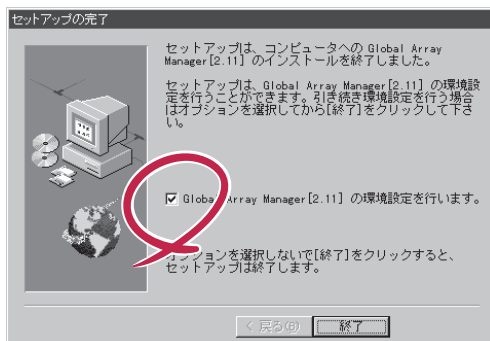 セットアップの完了
セットアップは、コンピュータへの Global Array
Manager[2.11] のインストールを終了しました。
セットアップは、Global Array Manager[2.11] の環境設
定を行うことができます。引き続き環境設定を行う場合
はオプションを選択してから[終了]をクリックして下さ
い。
Global Array Manager[2.11] の環境設定を行います。
オプションを選択しないで[終了]をクリックすると、
セットアップは終了します。
< 戻る(B)
終了